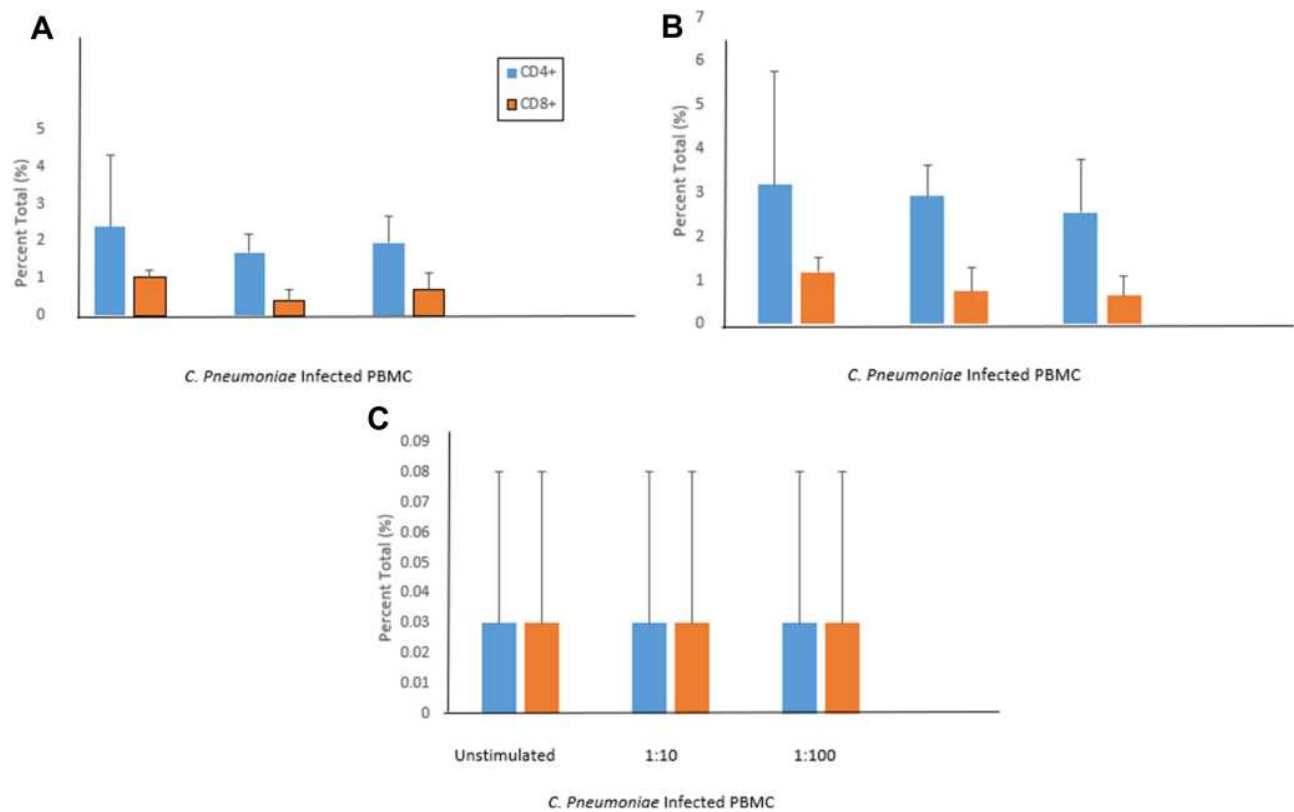 A
CD4+
CD8+
Percent Total (%)
5
4
3
2
1
0
C. Pneumoniae Infected PBMC
B
Percent Total (%)
7
6
5
4
3
2
1
0
C. Pneumoniae Infected PBMC
C
Percent Total (%)
0.09
0.08
0.07
0.06
0.05
0.04
0.03
0.02
0.01
0
Unstimulated 1:10 1:100
C. Pneumoniae Infected PBMC